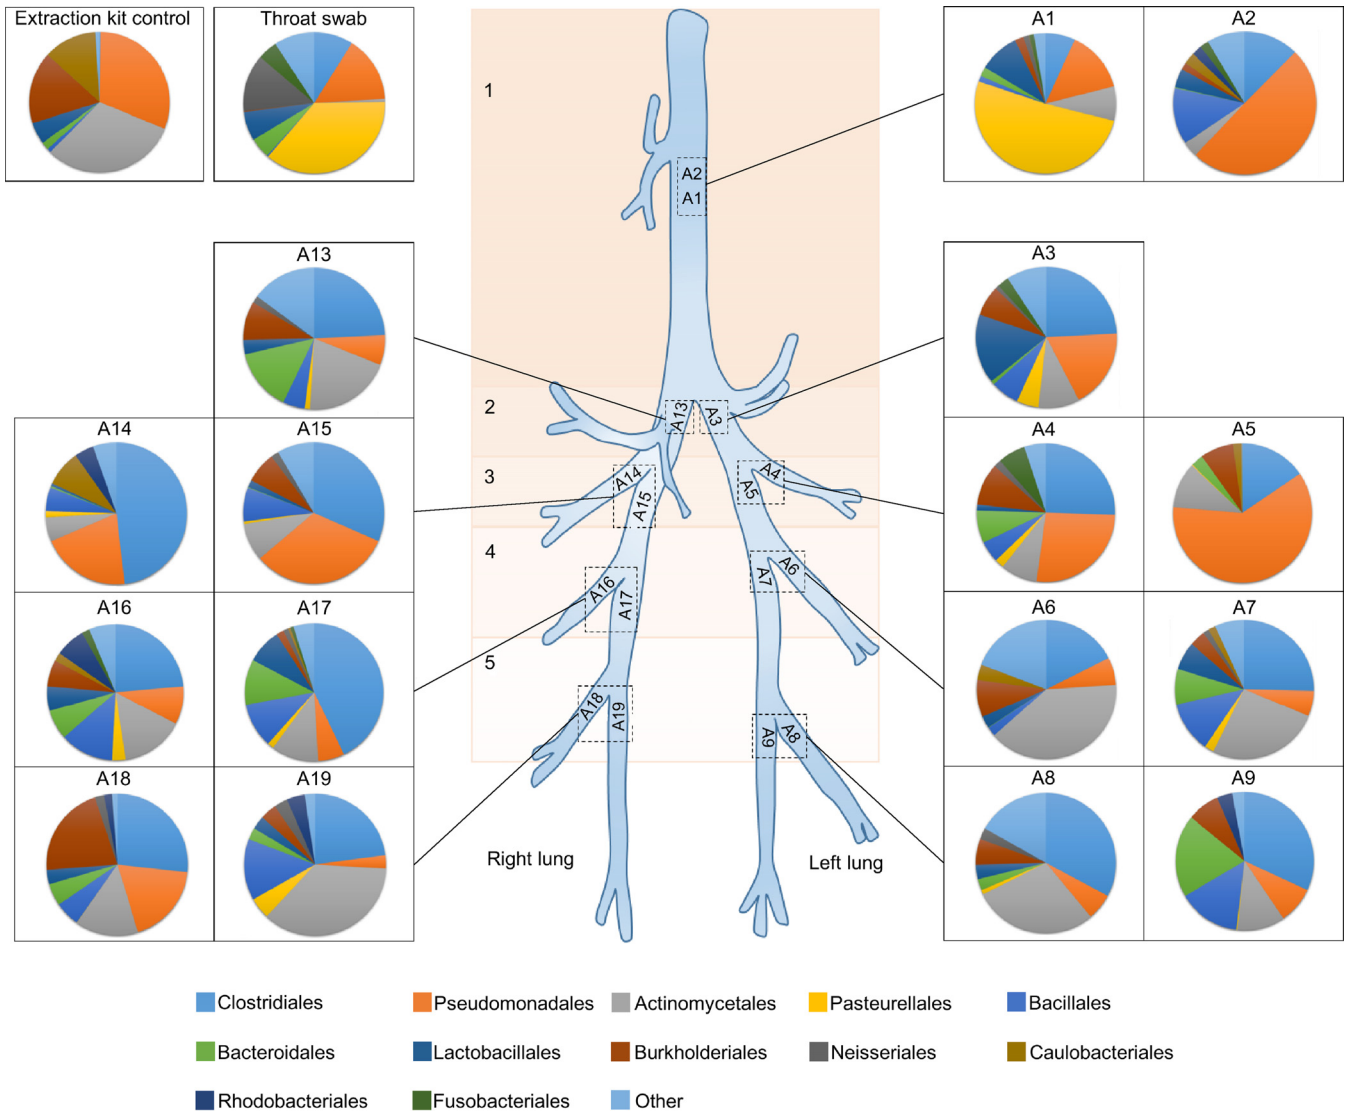 Extraction kit control
Throat swab
A1
A2
1
A2
A1
A13
A3
2
A13
A3
A14
A15
A4
A5
3
A14
A15
A4
A5
4
A16
A17
A6
A7
A16
A17
A6
A7
5
A18
A19
A8
A9
A18
A19
A8
A9
Right lung
Left lung
Clostridiales
Pseudomonadales
Actinomycetales
Pasteurellales
Bacillales
Bacteroidales
Lactobacillales
Burkholderiales
Neisseriales
Caulobacteriales
Rhodobacteriales
Fusobacteriales
Other